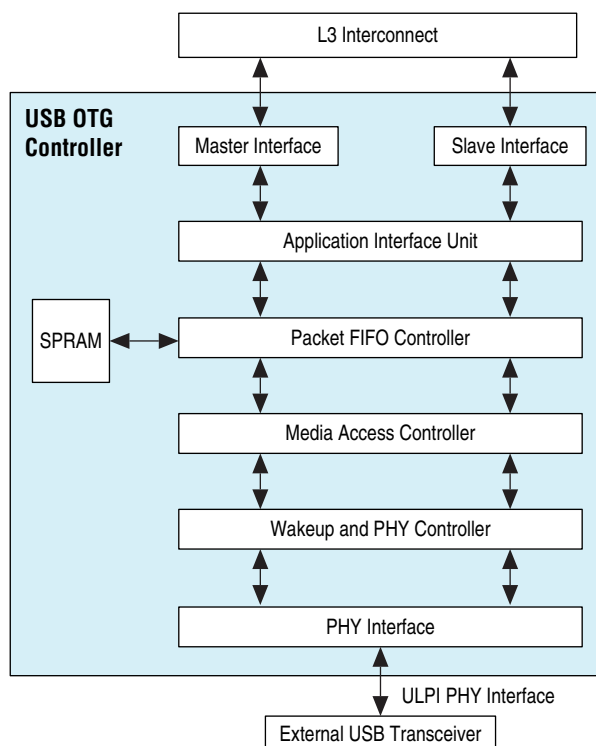 L3 Interconnect
USB OTG
Controller
Master Interface
Slave Interface
Application Interface Unit
SPRAM
Packet FIFO Controller
Media Access Controller
Wakeup and PHY Controller
PHY Interface
ULPI PHY Interface
External USB Transceiver